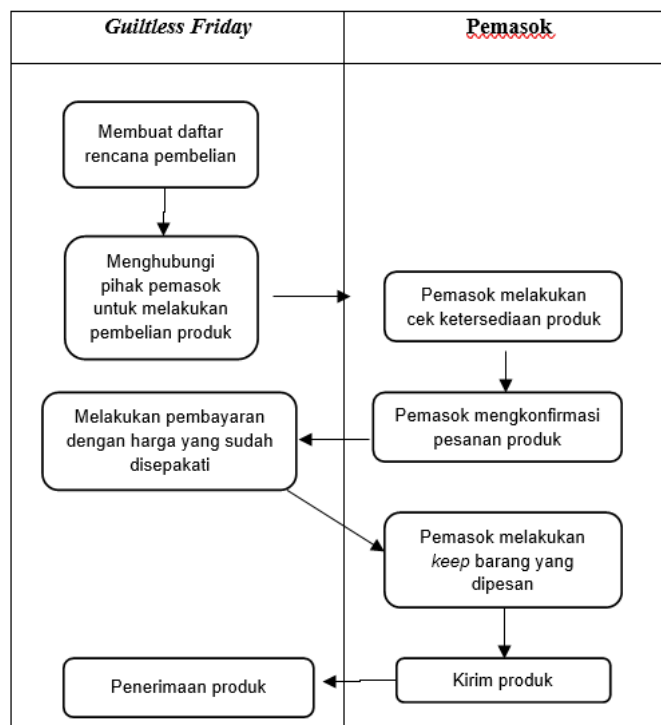 Guiltless Friday
Pemasok
Membuat daftar
rencana pembelian
Menghubungi
pihak pemasok
untuk melakukan
pembelian produk
Pemasok melakukan
cek ketersediaan produk
Pemasok mengkonfirmasi
pesanan produk
Melakukan pembayaran
dengan harga yang sudah
disepakati
Pemasok melakukan
keep barang yang
dipesan
Kirim produk
Penerimaan produk